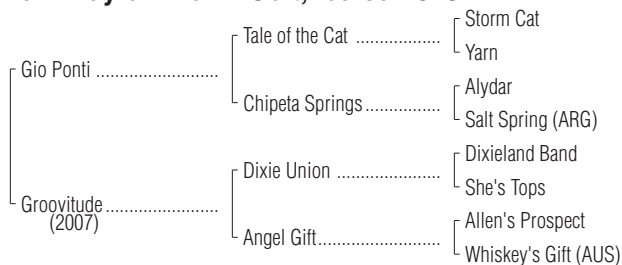 Storm Cat
Tale of the Cat ..................
Yarn
Gio Ponti ..........................
Alydar
Chipeta Springs ................
Salt Spring (ARG)
Dixieland Band
Dixie Union ......................
She's Tops
Groovitude ........................
(2007)
Allen's Prospect
Angel Gift.........................
Whiskey's Gift (AUS)